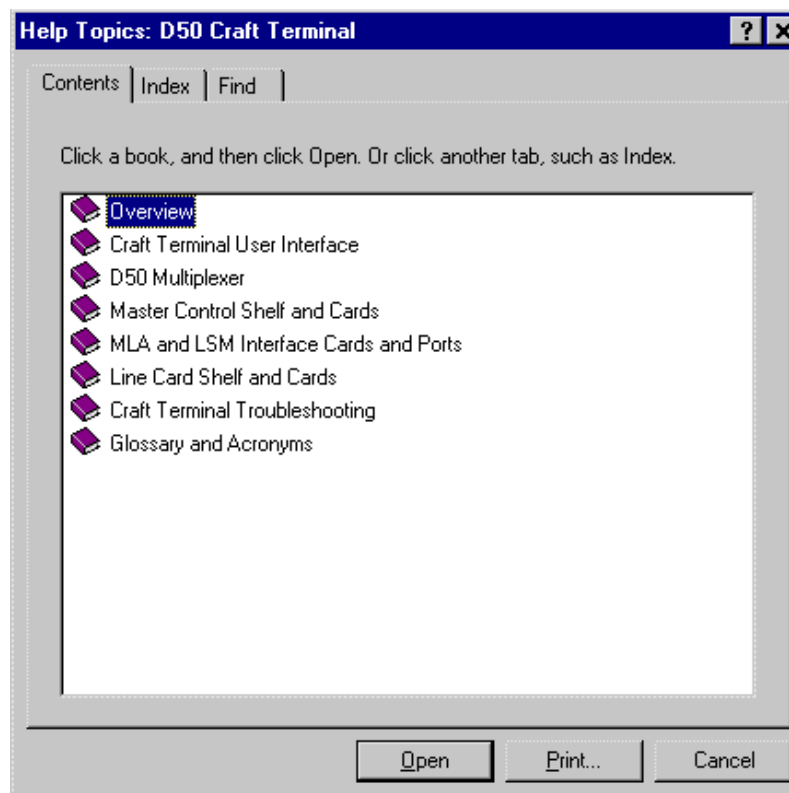 Help Topics: D50 Craft Terminal
Contents Index Find
Click a book, and then click Open. Or click another tab, such as Index.
Overview
Craft Terminal User Interface
D50 Multiplexer
Master Control Shelf and Cards
MLA and LSM Interface Cards and Ports
Line Card Shelf and Cards
Craft Terminal Troubleshooting
Glossary and Acronyms
Open Print... Cancel